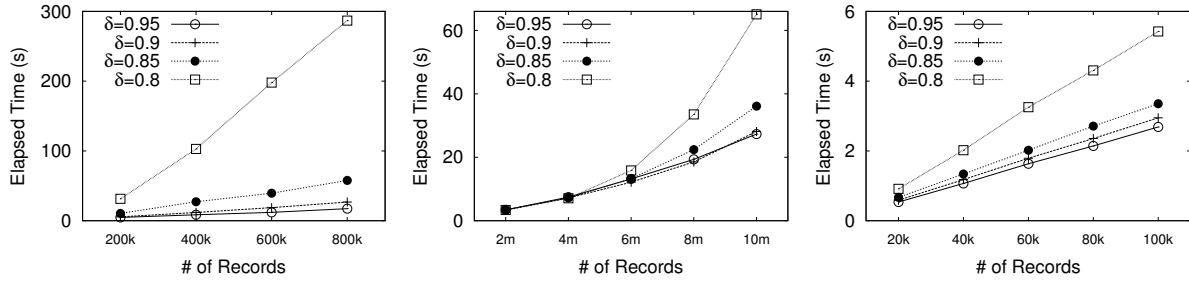 300
200
100
0
Elapsed Time (s)
δ=0.95
δ=0.9
δ=0.85
δ=0.8
200k 400k 600k 800k
# of Records
60
40
20
0
Elapsed Time (s)
δ=0.95
δ=0.9
δ=0.85
δ=0.8
2m 4m 6m 8m 10m
# of Records
6
4
2
0
Elapsed Time (s)
δ=0.95
δ=0.9
δ=0.85
δ=0.8
20k 40k 60k 80k 100k
# of Records